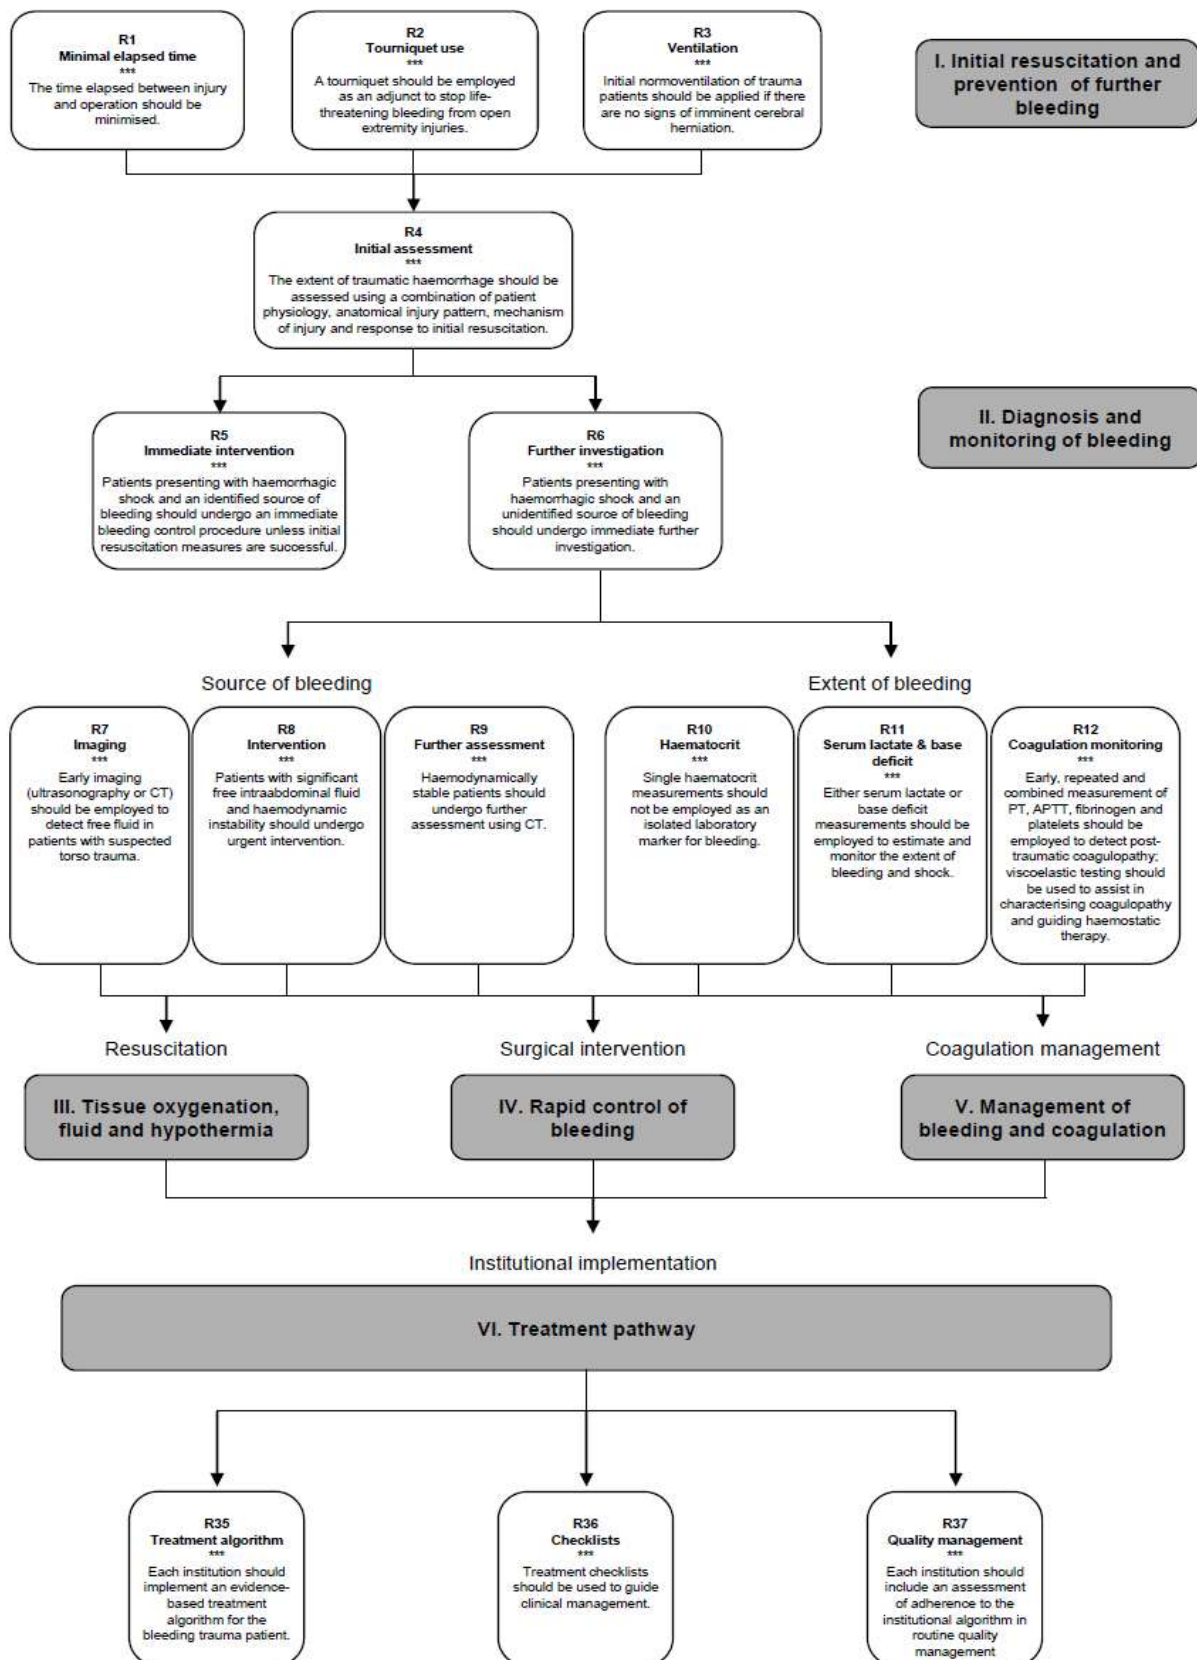 R1
Minimal elapsed time
***
The time elapsed between injury
and operation should be
minimised.
R2
Tourniquet use
***
A tourniquet should be employed
as an adjunct to stop life-
threatening bleeding from open
extremity injuries.
R3
Ventilation
***
Initial normoventilation of trauma
patients should be applied if there
are no signs of imminent cerebral
herniation.
I. Initial resuscitation and
prevention of further
bleeding
R4
Initial assessment
***
The extent of traumatic haemorrhage should be
assessed using a combination of patient
physiology, anatomical injury pattern, mechanism
of injury and response to initial resuscitation.
II. Diagnosis and
monitoring of bleeding
R5
Immediate intervention
***
Patients presenting with haemorrhagic
shock and an identified source of
bleeding should undergo an immediate
bleeding control procedure unless initial
resuscitation measures are successful.
R6
Further investigation
***
Patients presenting with
haemorrhagic shock and an
unidentified source of bleeding
should undergo immediate further
investigation.
Source of bleeding
Extent of bleeding
R7
Imaging
***
Early imaging
(ultrasonography or CT)
should be employed to
detect free fluid in
patients with suspected
torso trauma.
R8
Intervention
***
Patients with significant
free intraabdominal fluid
and haemodynamic
instability should undergo
urgent intervention.
R9
Further assessment
***
Haemodynamically
stable patients should
undergo further
assessment using CT.
R10
Haematocrit
***
Single haematocrit
measurements should
not be employed as an
isolated laboratory
marker for bleeding.
R11
Serum lactate & base
deficit
***
Either serum lactate or
base deficit
measurements should be
employed to estimate and
monitor the extent of
bleeding and shock.
R12
Coagulation monitoring
***
Early, repeated and
combined measurement of
PT, APTT, fibrinogen and
platelets should be
employed to detect post-
traumatic coagulopathy;
viscoelastic testing should
be used to assist in
characterising coagulopathy
and guiding haemostatic
therapy.
Resuscitation
Surgical intervention
Coagulation management
III. Tissue oxygenation,
fluid and hypothermia
IV. Rapid control of
bleeding
V. Management of
bleeding and coagulation
Institutional implementation
VI. Treatment pathway
R35
Treatment algorithm
***
Each institution should
implement an evidence-
based treatment
algorithm for the
bleeding trauma patient.
R36
Checklists
***
Treatment checklists
should be used to guide
clinical management.
R37
Quality management
***
Each institution should
include an assessment
of adherence to the
institutional algorithm in
routine quality
management